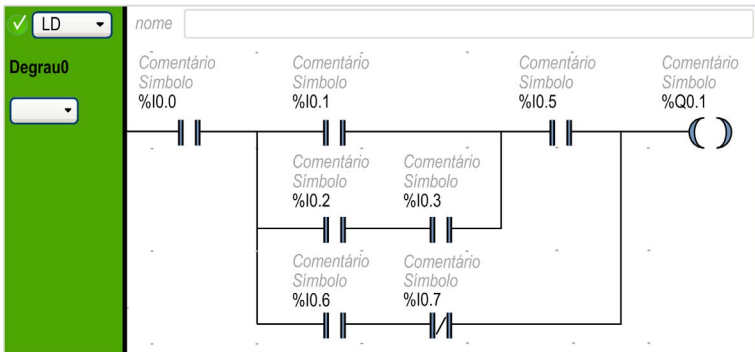 LD nome
Degrau0
Comentário Comentário Comentário Comentário
Símbolo Símbolo Símbolo Símbolo
%I0.0 %I0.1 %I0.5 %Q0.1
Comentário Comentário
Símbolo Símbolo
%I0.2 %I0.3
Comentário Comentário
Símbolo Símbolo
%I0.6 %I0.7